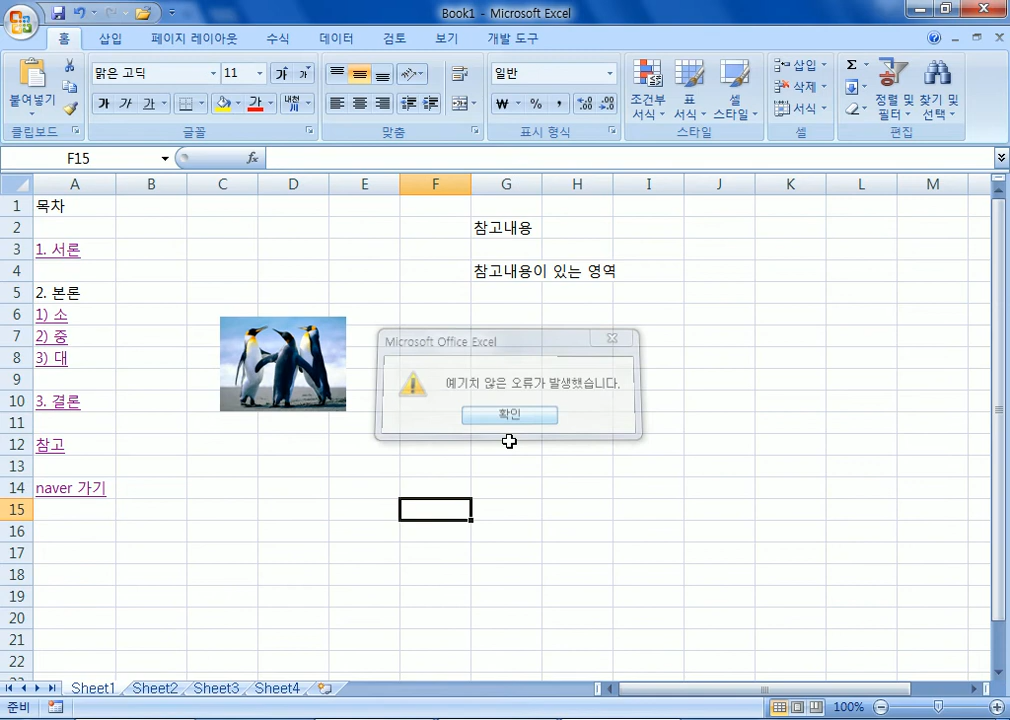 Book1 - Microsoft Excel
홈 삽입 페이지 레이아웃 수식 데이터 검토 보기 개발 도구
붙여넣기
클립보드
맑은 고딕 11
가 가
가 가 가 가 내천
글꼴
맞춤
일반
₩ % ,
표시 형식
조건부 서식
표 서식
셀 스타일
스타일
삽입
삭제
서식
셀
Σ
정렬 및 필터
찾기 및 선택
편집
F15 fx
A B C D E F G H I J K L M
1 목차
2 참고내용
3 1. 서론
4 참고내용이 있는 영역
5 2. 본론
6 1) 소
7 2) 중
8 3) 대
9
10 3. 결론
11
12 참고
13
14 naver 가기
15
16
17
18
19
20
21
22
Microsoft Office Excel
예기치 않은 오류가 발생했습니다.
확인
Sheet1 Sheet2 Sheet3 Sheet4
준비 100%